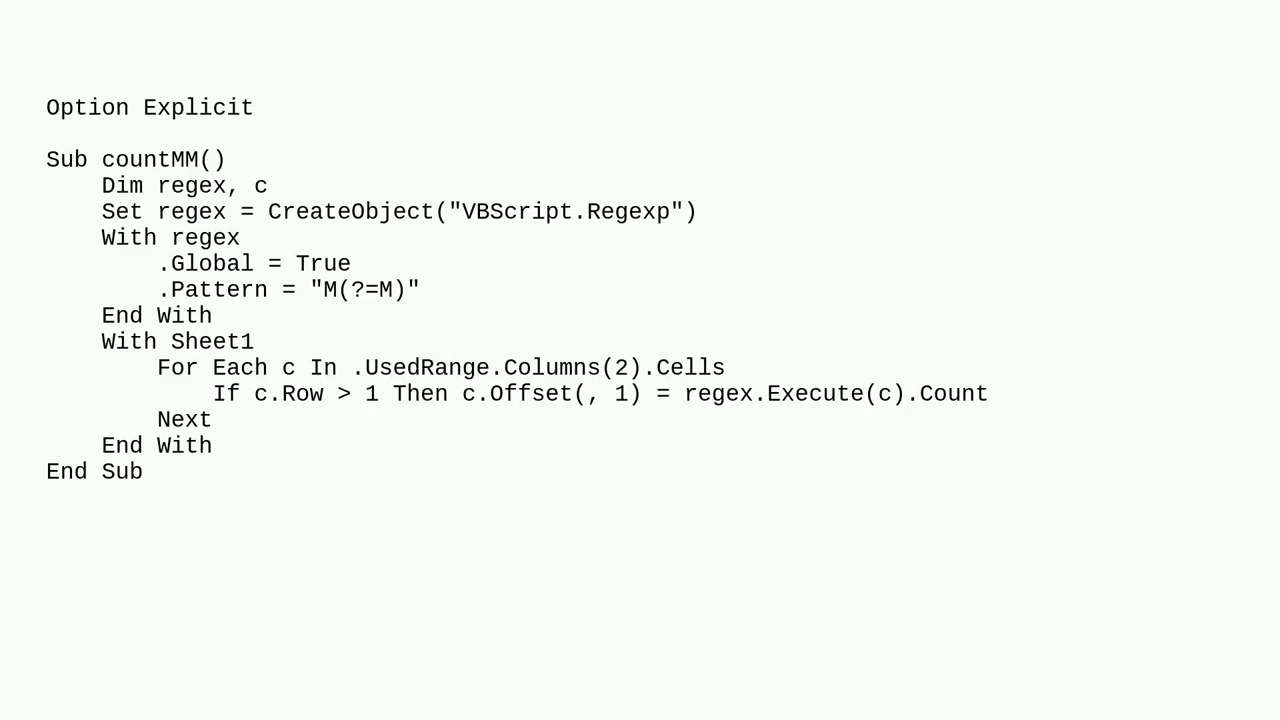 Option Explicit

Sub countMM()
    Dim regex, c
    Set regex = CreateObject("VBScript.Regexp")
    With regex
        .Global = True
        .Pattern = "M(?=M)"
    End With
    With Sheet1
        For Each c In .UsedRange.Columns(2).Cells
            If c.Row > 1 Then c.Offset(, 1) = regex.Execute(c).Count
        Next
    End With
End Sub